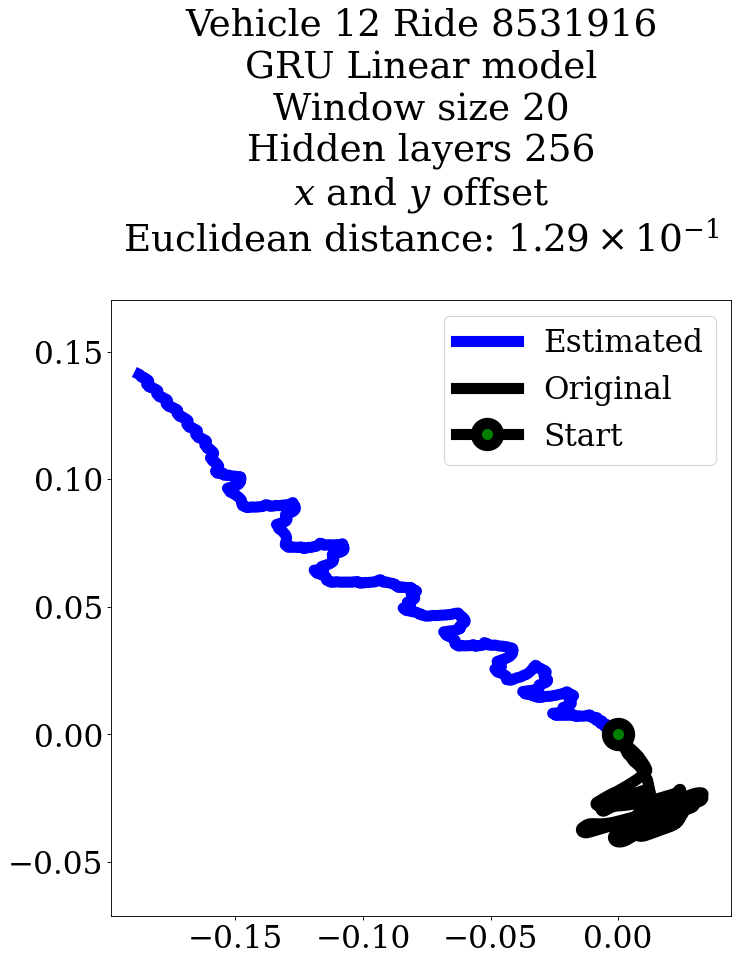 Vehicle 12 Ride 8531916
GRU Linear model
Window size 20
Hidden layers 256
x and y offset
Euclidean distance: 1.29 × 10⁻¹
Estimated
Original
Start
0.15
0.10
0.05
0.00
−0.05
−0.15 −0.10 −0.05 0.00